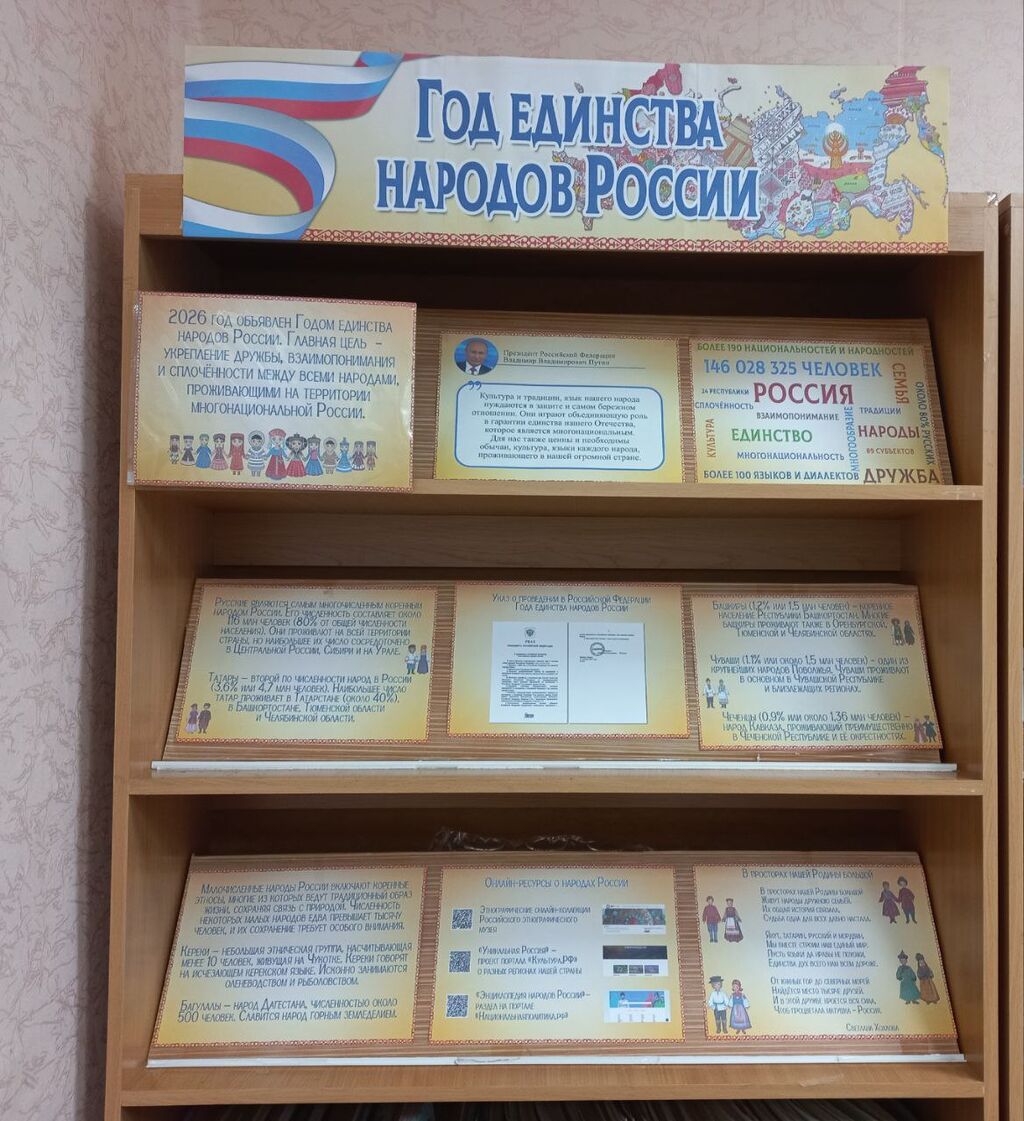 Год единства
народов России
2026 год объявлен Годом единства
народов России. Главная цель –
укрепление дружбы, взаимопонимания
и сплочённости между всеми народами,
проживающими на территории
многонациональной России.
Президент Российской Федерации
Владимир Владимирович Путин
Культура и традиции, язык нашего народа
нуждаются в защите и самом бережном
отношении. Они играют объединяющую роль
в гарантии единства нашего Отечества,
которое является многонациональным.
Для нас также ценны и необходимы
обычаи, культура, языки каждого народа,
проживающего в нашей огромной стране.
Более 190 национальностей и народностей
146 028 325 человек
24 республики
Россия
семья
около 80% русских
сплочённость
взаимопонимание
традиции
культура
единство
многообразие
народы
многонациональность
89 субъектов
Более 100 языков и диалектов
дружба
Русские являются самым многочисленным коренным
народом России. Его численность составляет около
116 млн человек (80% от общей численности
населения). Они проживают на всей территории
страны, но наибольшее их число сосредоточено
в Центральной России, Сибири и на Урале.
Татары – второй по численности народ в России
(3,6% или 4,7 млн человек). Наибольшее число
татар проживает в Татарстане (около 40%),
в Башкортостане, Тюменской области
и Челябинской области.
Указ о проведении в Российской Федерации
Года единства народов России
УКАЗ
Башкиры (1,2% или 1,5 млн человек) – коренное
население Республики Башкортостан. Многие
башкиры проживают также в Оренбургской,
Тюменской и Челябинской областях.
Чуваши (1,1% или около 1,5 млн человек) – один из
крупнейших народов Поволжья. Чуваши проживают
в основном в Чувашской Республике
и близлежащих регионах.
Чеченцы (0,9% или около 1,36 млн человек) –
народ Кавказа, проживающий преимущественно
в Чеченской Республике и её окрестностях.
Малочисленные народы России включают коренные
этносы, многие из которых ведут традиционный образ
жизни, сохраняя связь с природой. Численность
некоторых малых народов едва превышает тысячу
человек, и их сохранение требует особого внимания.
Кереки – небольшая этническая группа, насчитывающая
менее 10 человек, живущая на Чукотке. Кереки говорят
на исчезающем керекском языке. Исконно занимаются
оленеводством и рыболовством.
Багулалы – народ Дагестана, численностью около
500 человек. Славится народ горным земледелием.
Онлайн-ресурсы о народах России
Этнографические онлайн-коллекции
Российского этнографического
музея
«Уникальная Россия» –
проект портала «Культура.рф»
о разных регионах нашей страны
«Энциклопедия народов России» –
раздел на портале
«Национальнаяполитика.рф»
В просторах нашей Родины большой
В просторах нашей Родины большой
Живут народы дружною семьёй.
Их общая история связала,
Судьба одна для всех давно настала.
Якут, татарин, русский и мордвин,
Мы вместе строим наш единый мир.
Пусть языки да нравы не похожи,
Единства дух всего нам всем дороже.
От южных гор до северных морей
Найдётся место тысяче друзей.
И в этой дружбе кроется вся сила,
Чтоб процветала матушка – Россия.
Светлана Хохлова